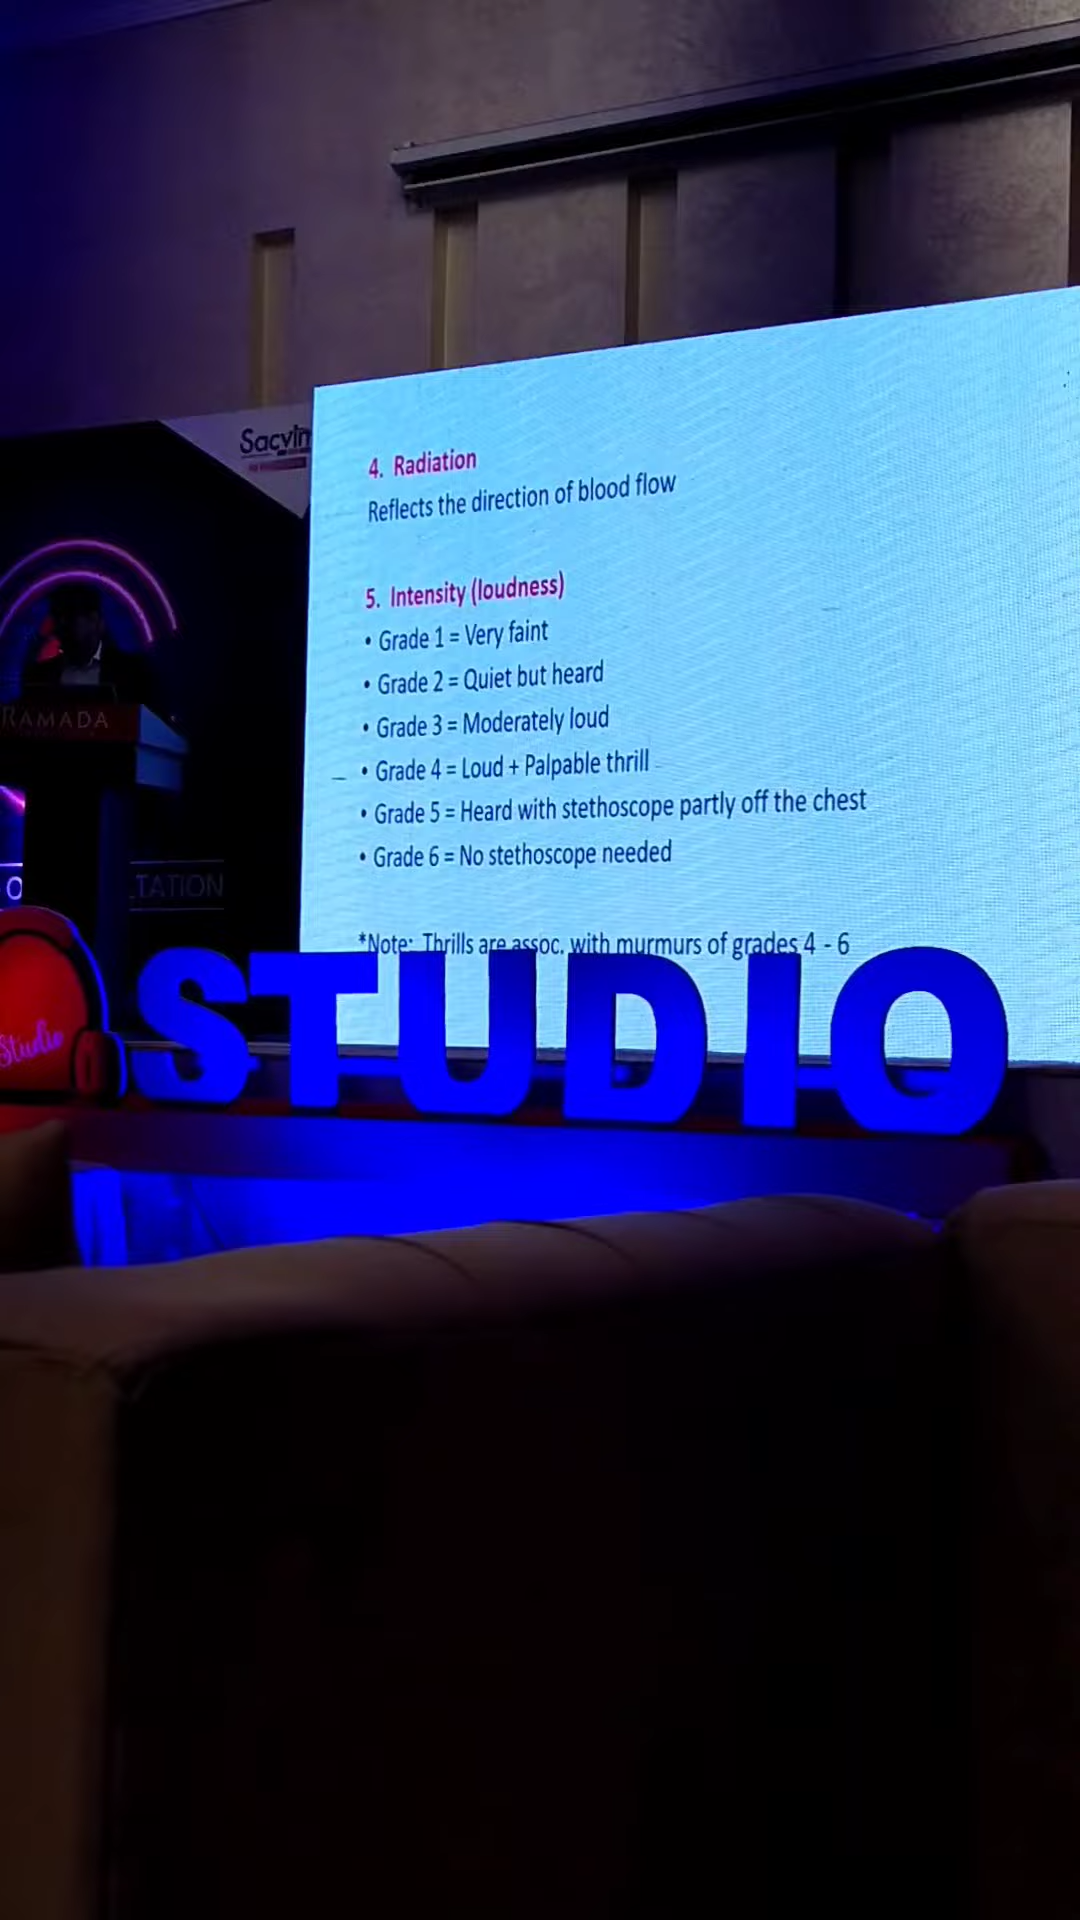 Sacvin
4. Radiation
Reflects the direction of blood flow
5. Intensity (loudness)
• Grade 1 = Very faint
• Grade 2 = Quiet but heard
• Grade 3 = Moderately loud
• Grade 4 = Loud + Palpable thrill
• Grade 5 = Heard with stethoscope partly off the chest
• Grade 6 = No stethoscope needed
*Note: Thrills are assoc. with murmurs of grades 4 - 6
RAMADA
TATION
Studio
STUDIO